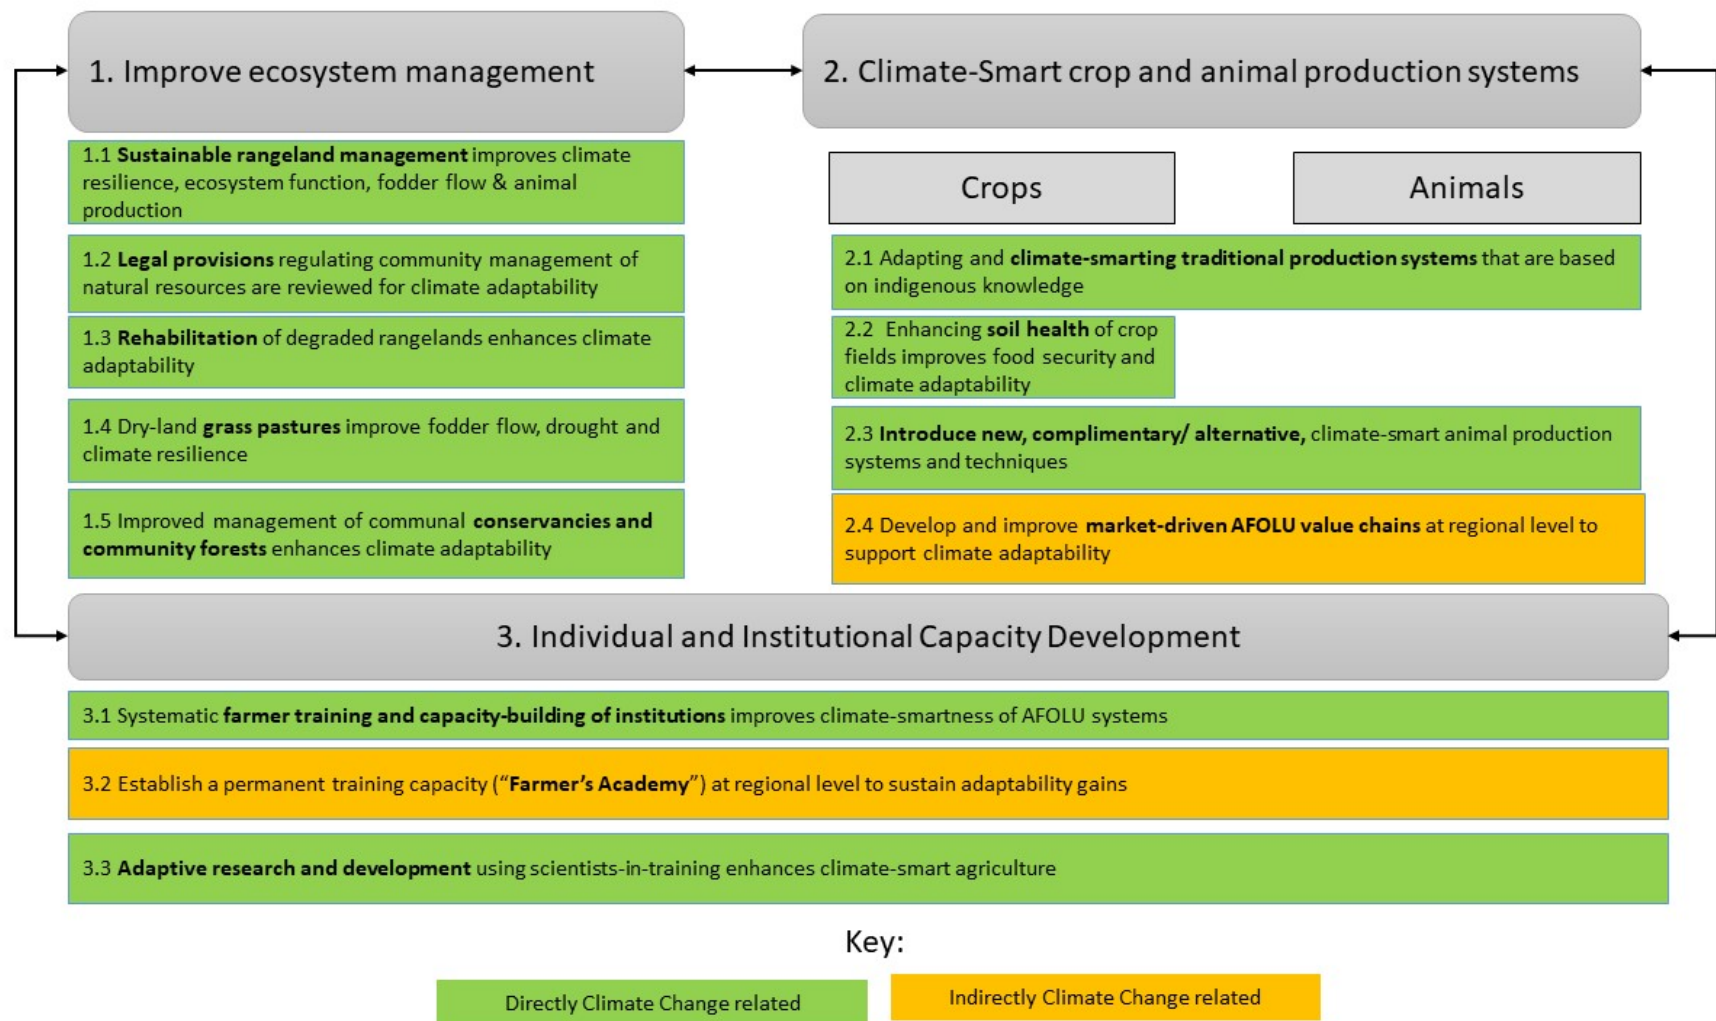 1. Improve ecosystem management
2. Climate-Smart crop and animal production systems
1.1 Sustainable rangeland management improves climate
resilience, ecosystem function, fodder flow & animal
production
1.2 Legal provisions regulating community management of
natural resources are reviewed for climate adaptability
1.3 Rehabilitation of degraded rangelands enhances climate
adaptability
1.4 Dry-land grass pastures improve fodder flow, drought and
climate resilience
1.5 Improved management of communal conservancies and
community forests enhances climate adaptability
Crops
Animals
2.1 Adapting and climate-smarting traditional production systems that are based
on indigenous knowledge
2.2 Enhancing soil health of crop
fields improves food security and
climate adaptability
2.3 Introduce new, complimentary/ alternative, climate-smart animal production
systems and techniques
2.4 Develop and improve market-driven AFOLU value chains at regional level to
support climate adaptability
3. Individual and Institutional Capacity Development
3.1 Systematic farmer training and capacity-building of institutions improves climate-smartness of AFOLU systems
3.2 Establish a permanent training capacity (“Farmer’s Academy”) at regional level to sustain adaptability gains
3.3 Adaptive research and development using scientists-in-training enhances climate-smart agriculture
Key:
Directly Climate Change related
Indirectly Climate Change related